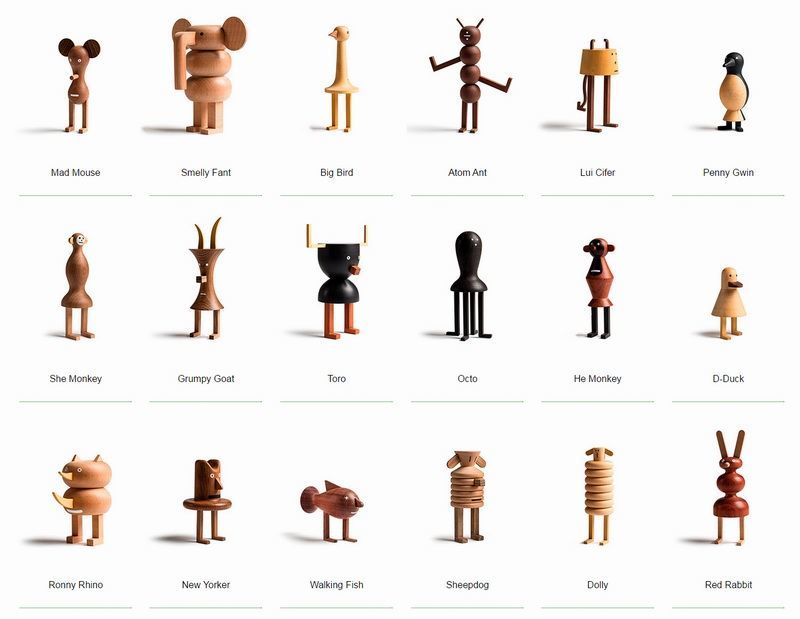 Mad Mouse
Smelly Fant
Big Bird
Atom Ant
Lui Cifer
Penny Gwin
She Monkey
Grumpy Goat
Toro
Octo
He Monkey
D-Duck
Ronny Rhino
New Yorker
Walking Fish
Sheepdog
Dolly
Red Rabbit